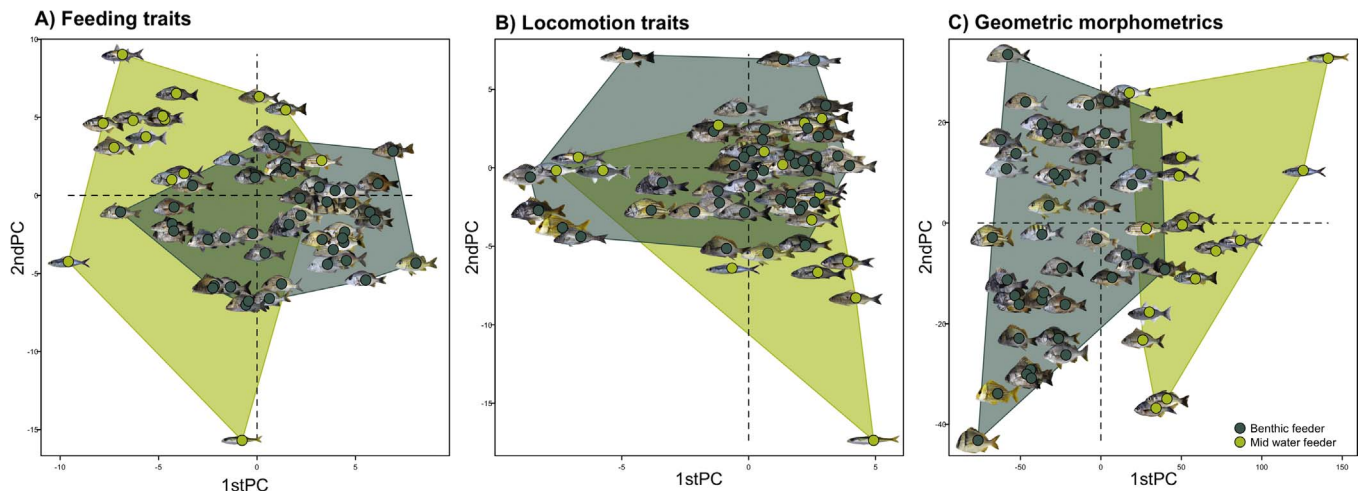 A) Feeding traits
10
5
0
-5
-10
-15
-10
-5
0
5
2ndPC
1stPC
B) Locomotion traits
5
0
-5
-10
-15
-5
0
5
2ndPC
1stPC
C) Geometric morphometrics
20
0
-20
-40
-50
0
50
100
150
2ndPC
1stPC
Benthic feeder
Mid water feeder